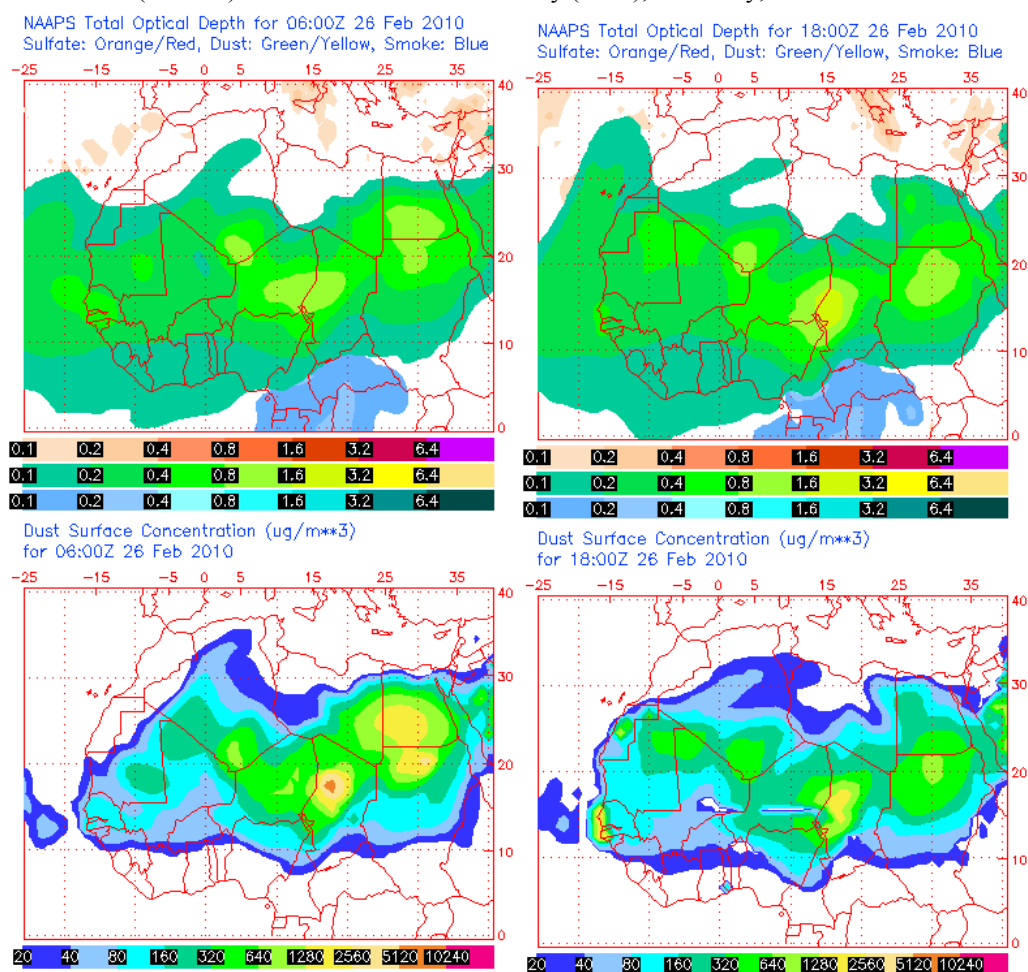 NAAPS Total Optical Depth for 06:00Z 26 Feb 2010
Sulfate: Orange/Red, Dust: Green/Yellow, Smoke: Blue
-15 -5 0 5 15 25 35
40
30
20
10
0
0.1 0.2 0.4 0.8 1.6 3.2 6.4
0.1 0.2 0.4 0.8 1.6 3.2 6.4
0.1 0.2 0.4 0.8 1.6 3.2 6.4
NAAPS Total Optical Depth for 18:00Z 26 Feb 2010
Sulfate: Orange/Red, Dust: Green/Yellow, Smoke: Blue
-15 -5 0 5 15 25 35
40
30
20
10
0
0.1 0.2 0.4 0.8 1.6 3.2 6.4
0.1 0.2 0.4 0.8 1.6 3.2 6.4
0.1 0.2 0.4 0.8 1.6 3.2 6.4
Dust Surface Concentration (ug/m**3)
for 06:00Z 26 Feb 2010
-15 -5 0 5 15 25 35
40
30
20
10
0
20 40 80 160 320 640 1280 2560 5120 10240
Dust Surface Concentration (ug/m**3)
for 18:00Z 26 Feb 2010
-15 -5 0 5 15 25 35
40
30
20
10
0
20 40 80 160 320 640 1280 2560 5120 10240